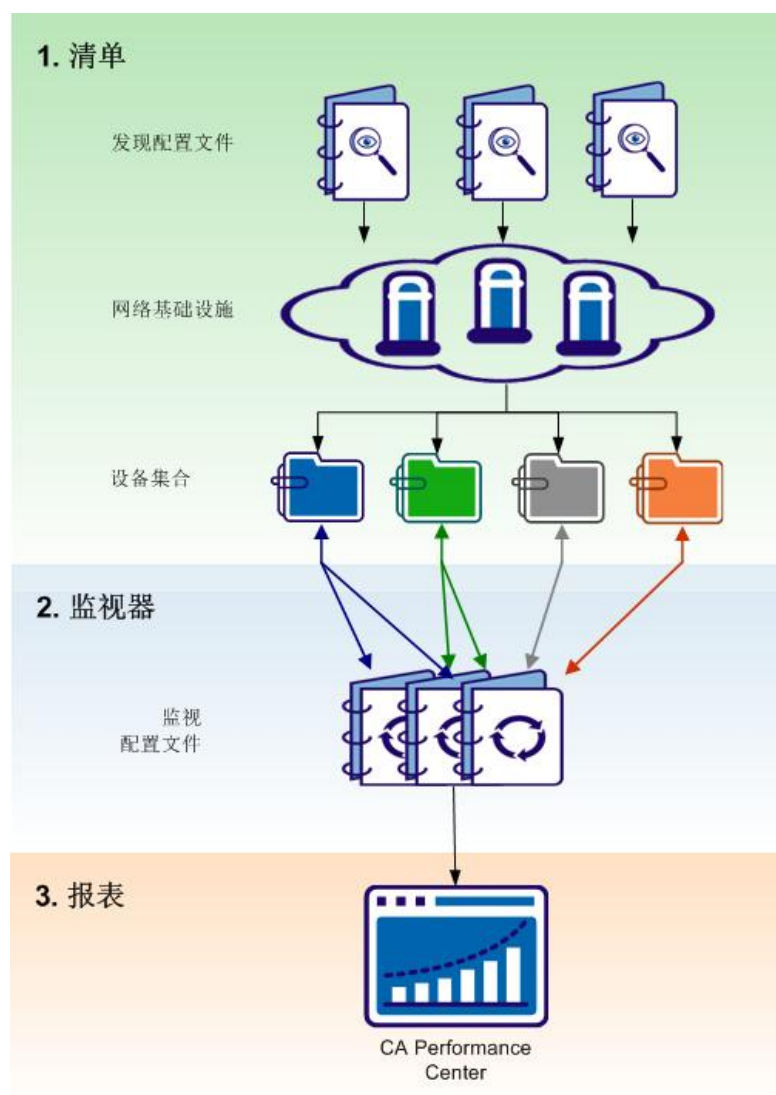 1. 清单
发现配置文件
网络基础设施
设备集合
2. 监视器
监视
配置文件
3. 报表
CA Performance
Center